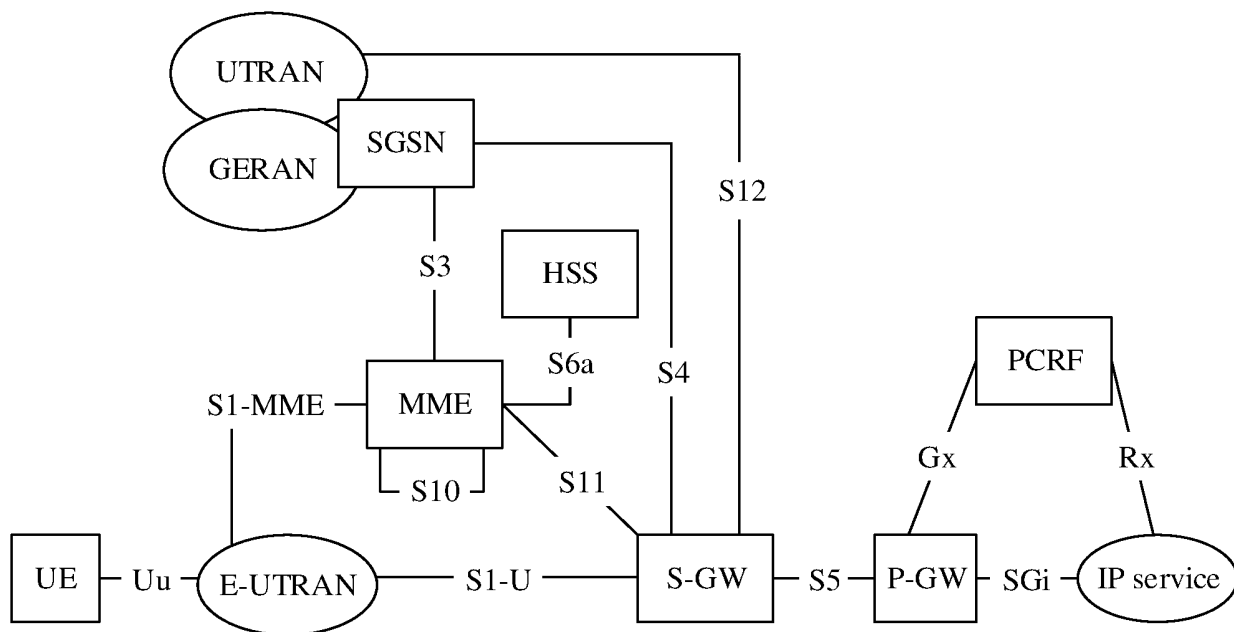 UTRAN
SGSN
GERAN
S12
S3
HSS
PCRF
S6a
S4
S1-MME
MME
Gx
Rx
S10
S11
UE
Uu
E-UTRAN
S1-U
S-GW
S5
P-GW
SGi
IP service